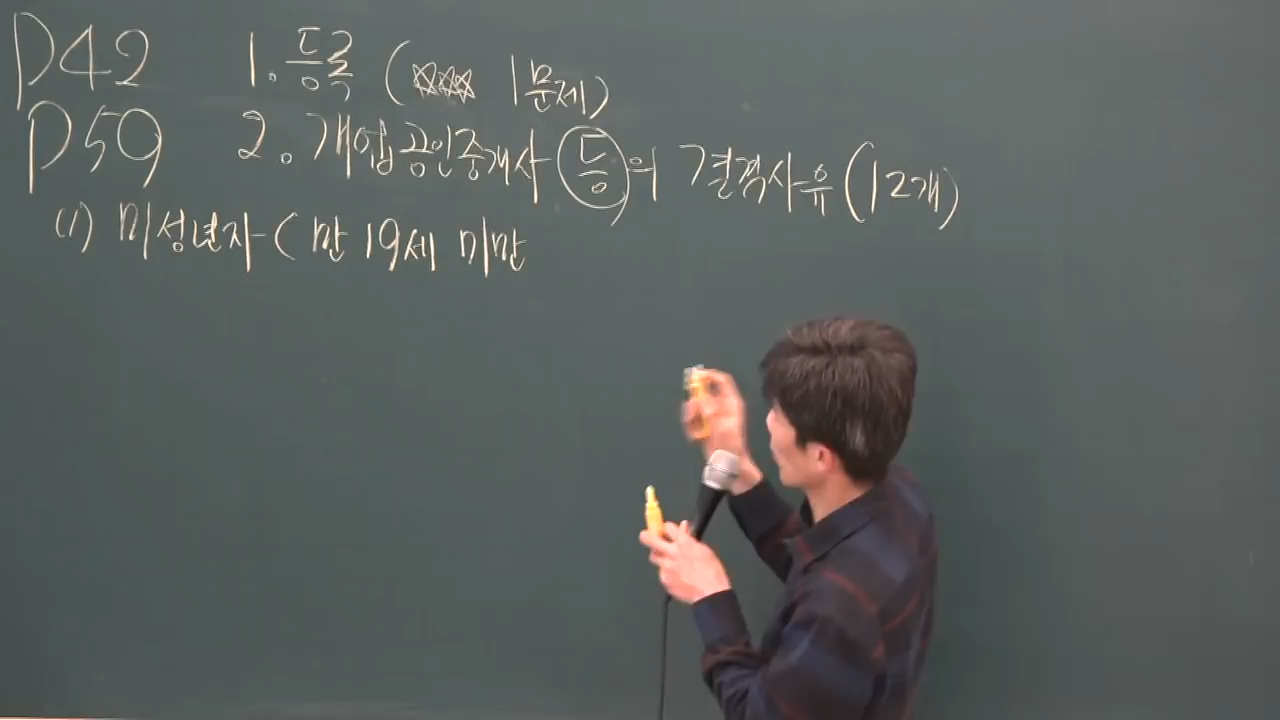 P42 1. 등록 (☆☆☆ 1문제)
P59 2. 개업공인중개사 등의 결격사유 (12개)
(1) 미성년자 (만 19세 미만